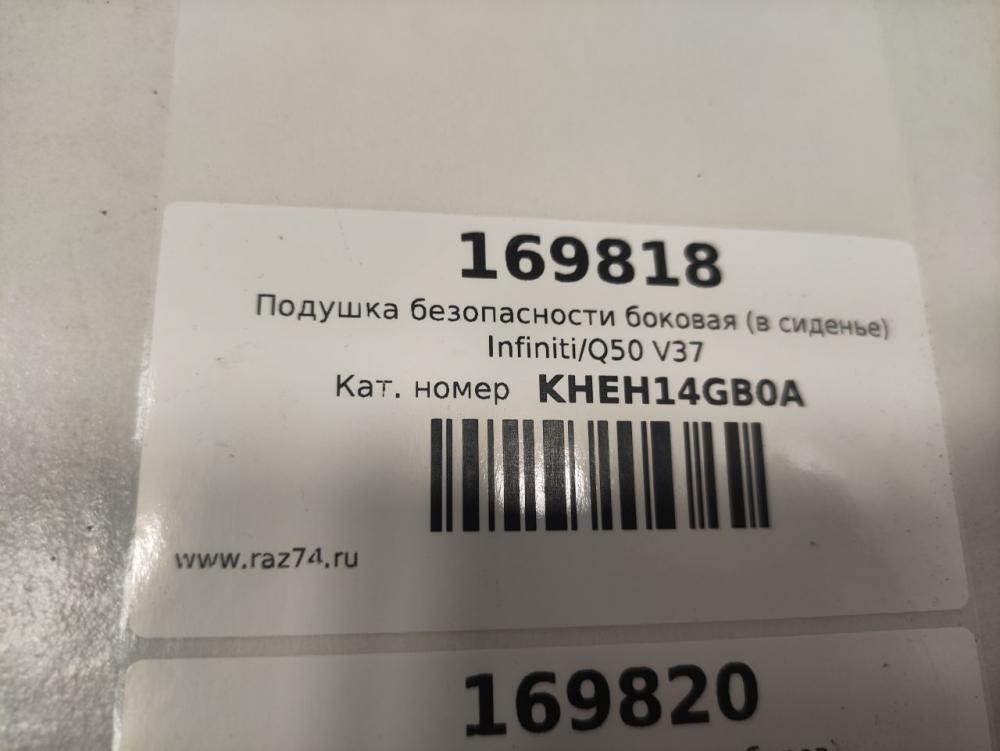 169818
Подушка безопасности боковая (в сиденье)
Infiniti/Q50 V37
Кат. номер KHEH14GB0A
www.raz74.ru
169820